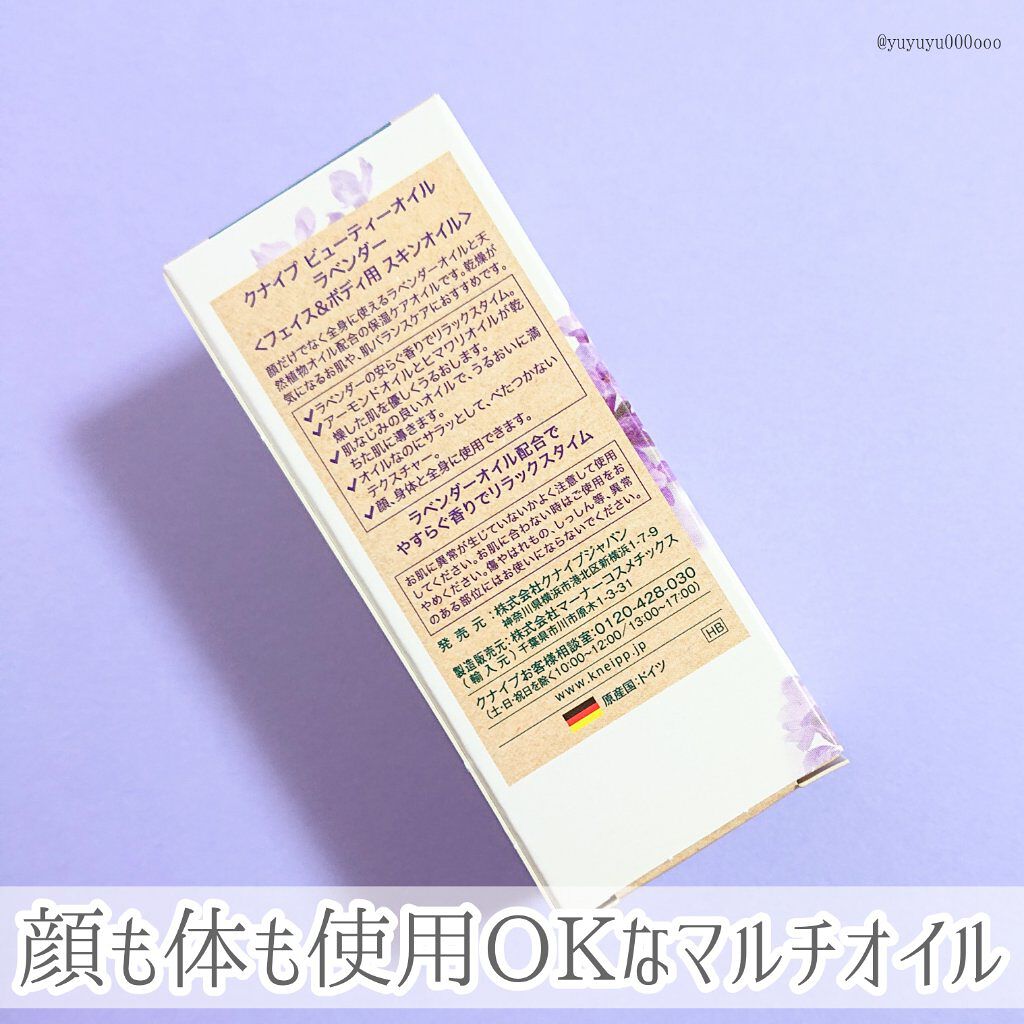 @yuyuyu000ooo
クナイプ ビューティーオイル
ラベンダー
<フェイス&ボディ用 スキンオイル>
顔だけでなく全身に使えるラベンダーオイルと天
然植物オイル配合の保湿ケアオイルです。乾燥が
気になるお肌や、肌バランスケアにおすすめです。
✓ラベンダーの安らぐ香りでリラックスタイム。
✓アーモンドオイルとヒマワリオイルが乾
燥した肌を優しくうるおします。
✓肌なじみの良いオイルで、うるおいに満
ちた肌に導きます。
✓オイルなのにサラッとして、べたつかない
テクスチャー。
✓顔、身体と全身に使用できます。
ラベンダーオイル配合で
やすらぐ香りでリラックスタイム
お肌に異常が生じていないかよく注意して使用
してください。お肌に合わない時はご使用をお
やめください。傷やはれもの、しっしん等、異常
のある部位にはお使いにならないでください。
発 売 元:株式会社クナイプジャパン
神奈川県横浜市港北区新横浜1-7-9
製造販売元:株式会社マーナーコスメチックス
(輸入元)千葉県市川市原木1-3-31
クナイプお客様相談室:0120-428-030
(土・日・祝日を除く10:00~12:00/13:00~17:00)
www.kneipp.jp
HB
原産国:ドイツ
顔も体も使用OKなマルチオイル